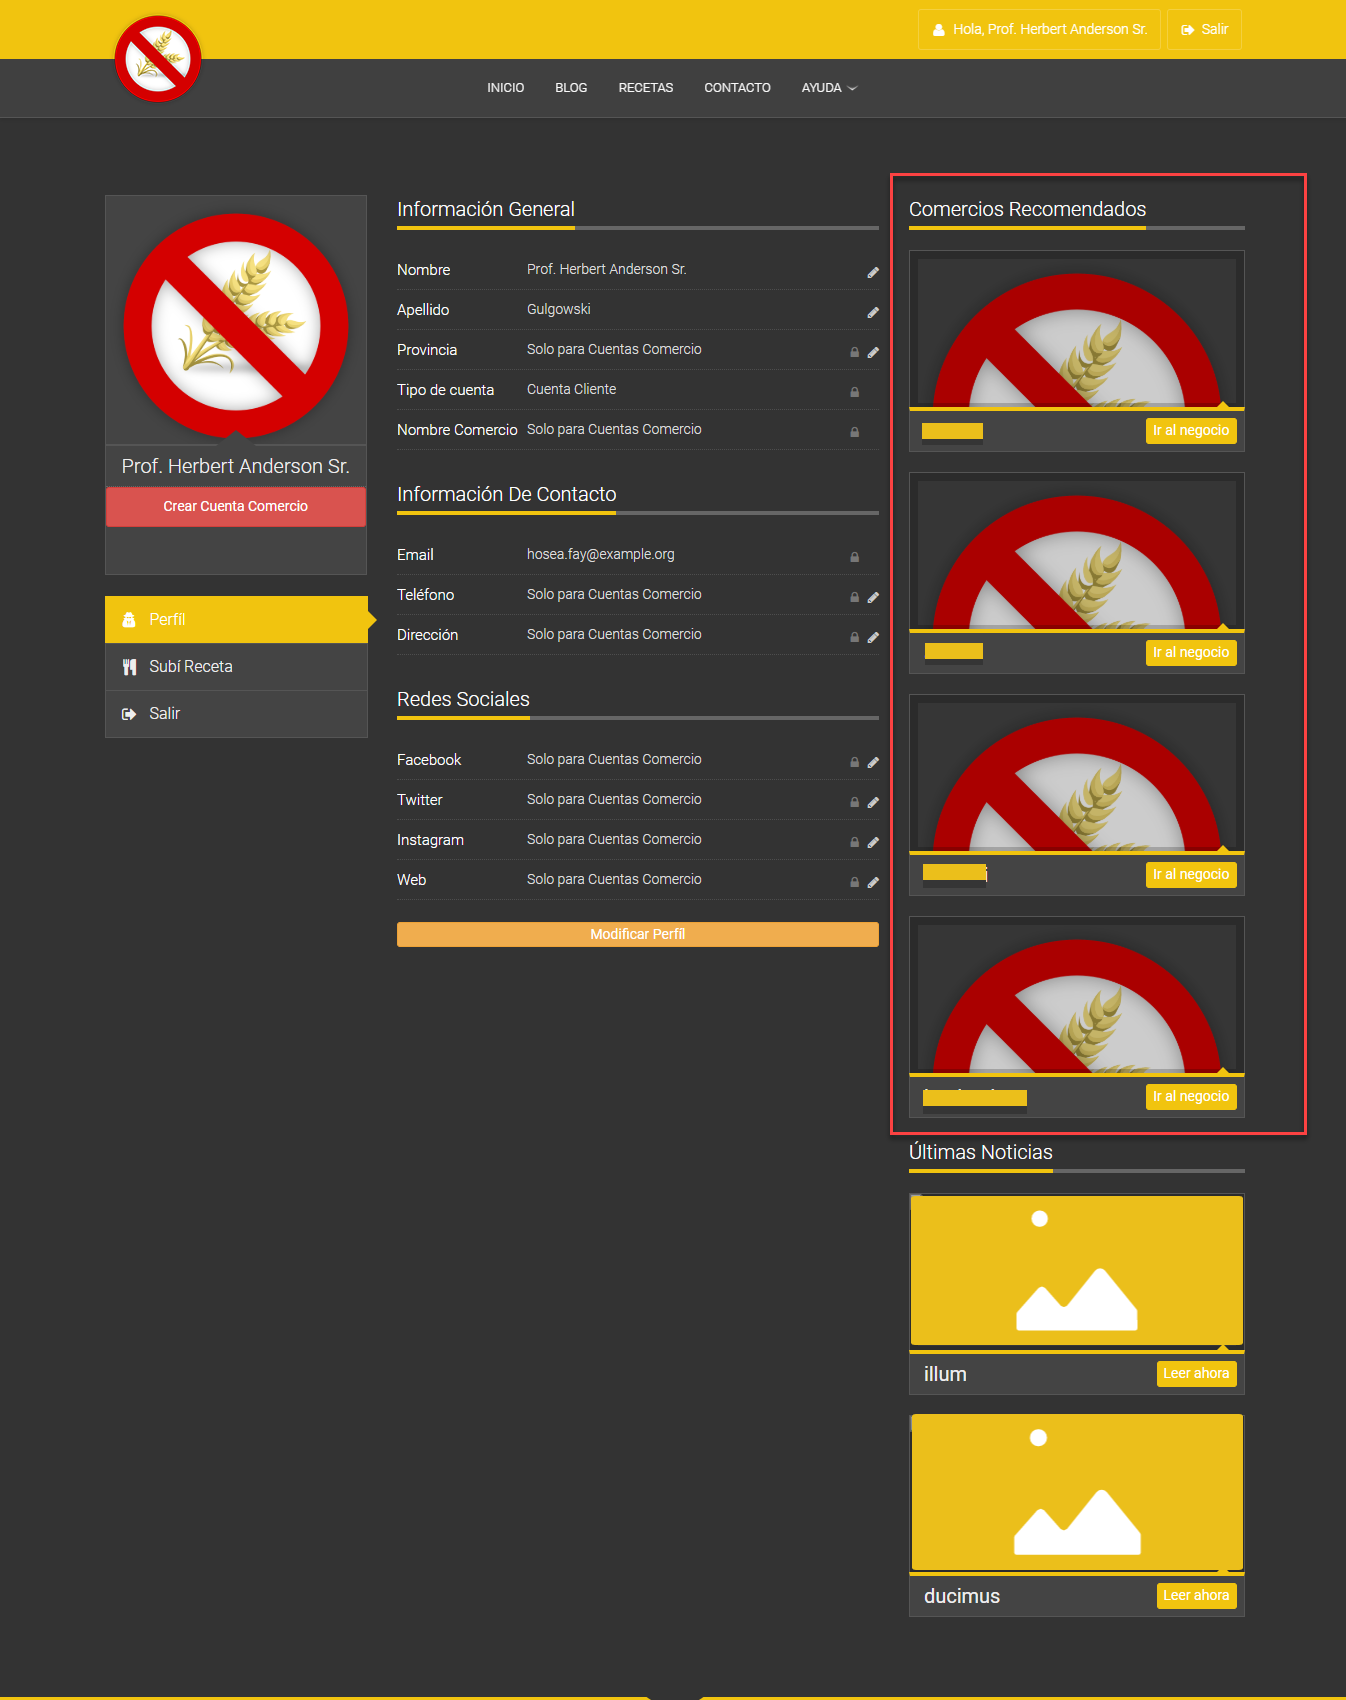 Hola, Prof. Herbert Anderson Sr.
Salir
INICIO BLOG RECETAS CONTACTO AYUDA
Prof. Herbert Anderson Sr.
Crear Cuenta Comercio
Perfil
Subí Receta
Salir
Información General
Nombre Prof. Herbert Anderson Sr.
Apellido Gulgowski
Provincia Solo para Cuentas Comercio
Tipo de cuenta Cuenta Cliente
Nombre Comercio Solo para Cuentas Comercio
Información De Contacto
Email hosea.fay@example.org
Teléfono Solo para Cuentas Comercio
Dirección Solo para Cuentas Comercio
Redes Sociales
Facebook Solo para Cuentas Comercio
Twitter Solo para Cuentas Comercio
Instagram Solo para Cuentas Comercio
Web Solo para Cuentas Comercio
Modificar Perfíl
Comercios Recomendados
Ir al negocio
Ir al negocio
Ir al negocio
Ir al negocio
Últimas Noticias
illum Leer ahora
ducimus Leer ahora